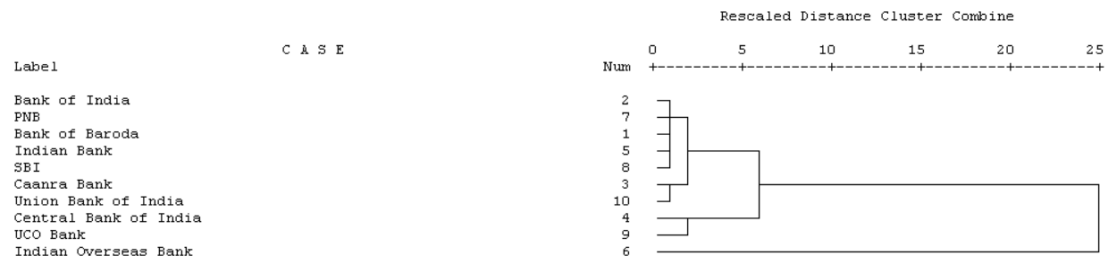 Rescaled Distance Cluster Combine
C A S E 0 5 10 15 20 25
Label Num +---------+---------+---------+---------+---------+
Bank of India 2
PNB 7
Bank of Baroda 1
Indian Bank 5
SBI 8
Caanra Bank 3
Union Bank of India 10
Central Bank of India 4
UCO Bank 9
Indian Overseas Bank 6